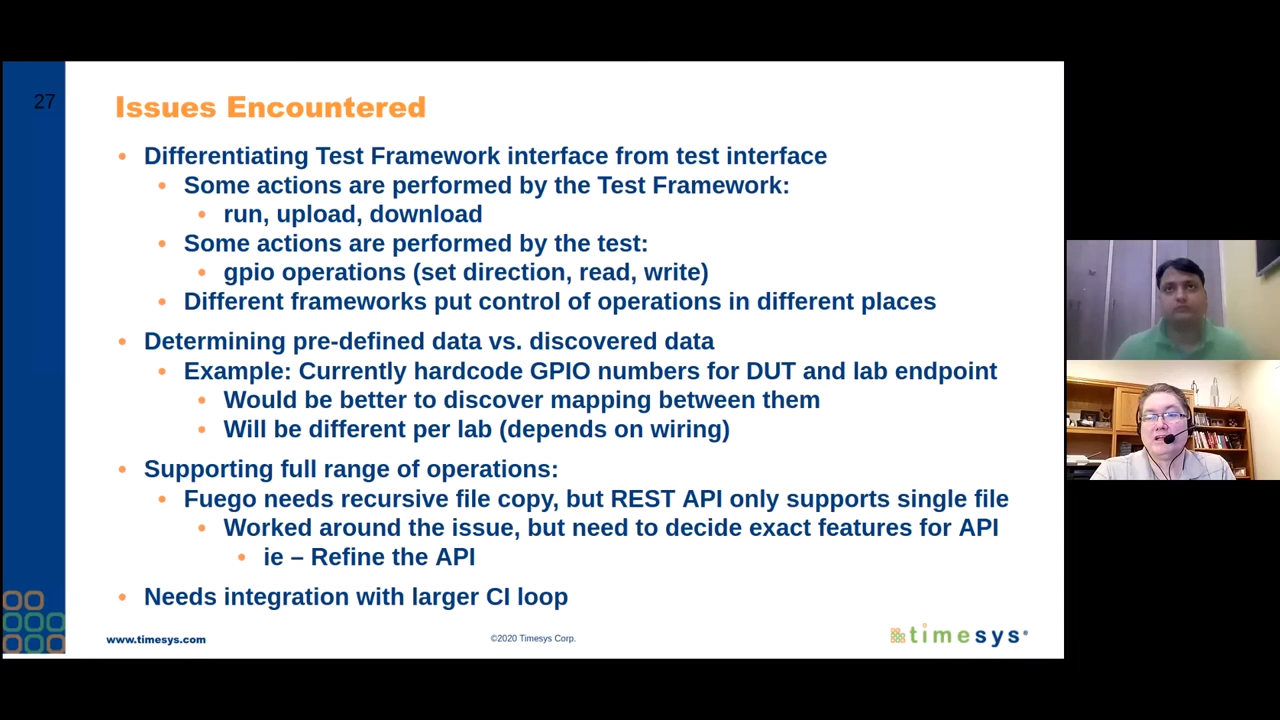 27
Issues Encountered
Differentiating Test Framework interface from test interface
Some actions are performed by the Test Framework:
run, upload, download
Some actions are performed by the test:
gpio operations (set direction, read, write)
Different frameworks put control of operations in different places
Determining pre-defined data vs. discovered data
Example: Currently hardcode GPIO numbers for DUT and lab endpoint
Would be better to discover mapping between them
Will be different per lab (depends on wiring)
Supporting full range of operations:
Fuego needs recursive file copy, but REST API only supports single file
Worked around the issue, but need to decide exact features for API
ie – Refine the API
Needs integration with larger CI loop
www.timesys.com
©2020 Timesys Corp.
timesys®